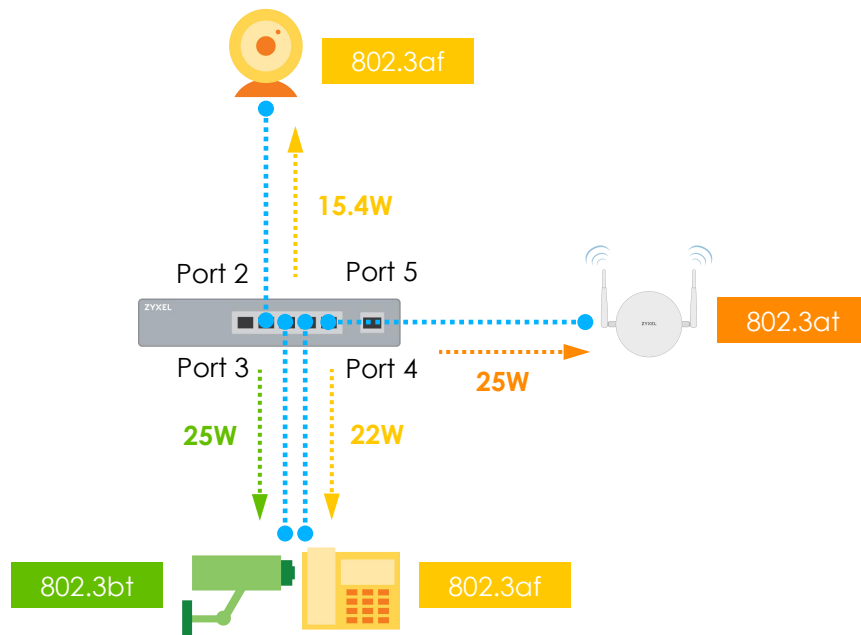 802.3af
15.4W
Port 2
Port 5
ZYXEL
ZYXEL
802.3at
Port 3
Port 4
25W
25W
22W
802.3bt
802.3af